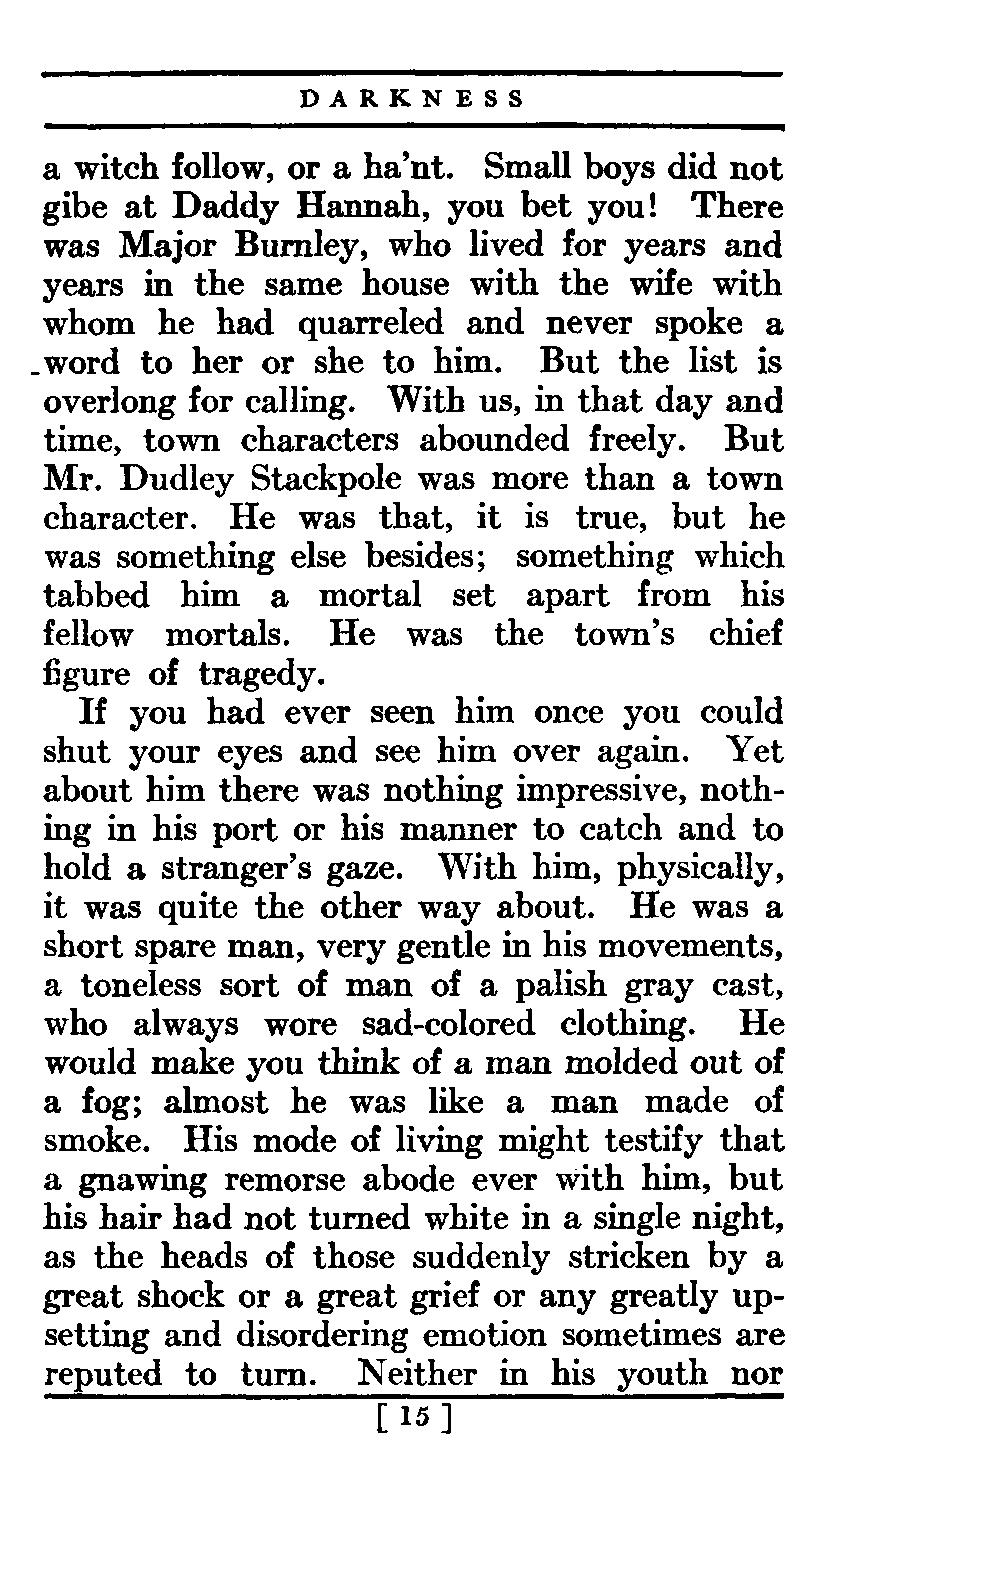 DARKNESS
a witch follow, or a ha'nt. Small boys did not
gibe at Daddy Hannah, you bet you! There
was Major Burnley, who lived for years and
years in the same house with the wife with
whom he had quarreled and never spoke a
word to her or she to him. But the list is
overlong for calling. With us, in that day and
time, town characters abounded freely. But
Mr. Dudley Stackpole was more than a town
character. He was that, it is true, but he
was something else besides; something which
tabbed him a mortal set apart from his
fellow mortals. He was the town's chief
figure of tragedy.
If you had ever seen him once you could
shut your eyes and see him over again. Yet
about him there was nothing impressive, noth-
ing in his port or his manner to catch and to
hold a stranger's gaze. With him, physically,
it was quite the other way about. He was a
short spare man, very gentle in his movements,
a toneless sort of man of a palish gray cast,
who always wore sad-colored clothing. He
would make you think of a man molded out of
a fog; almost he was like a man made of
smoke. His mode of living might testify that
a gnawing remorse abode ever with him, but
his hair had not turned white in a single night,
as the heads of those suddenly stricken by a
great shock or a great grief or any greatly up-
setting and disordering emotion sometimes are
reputed to turn. Neither in his youth nor
[ 15 ]